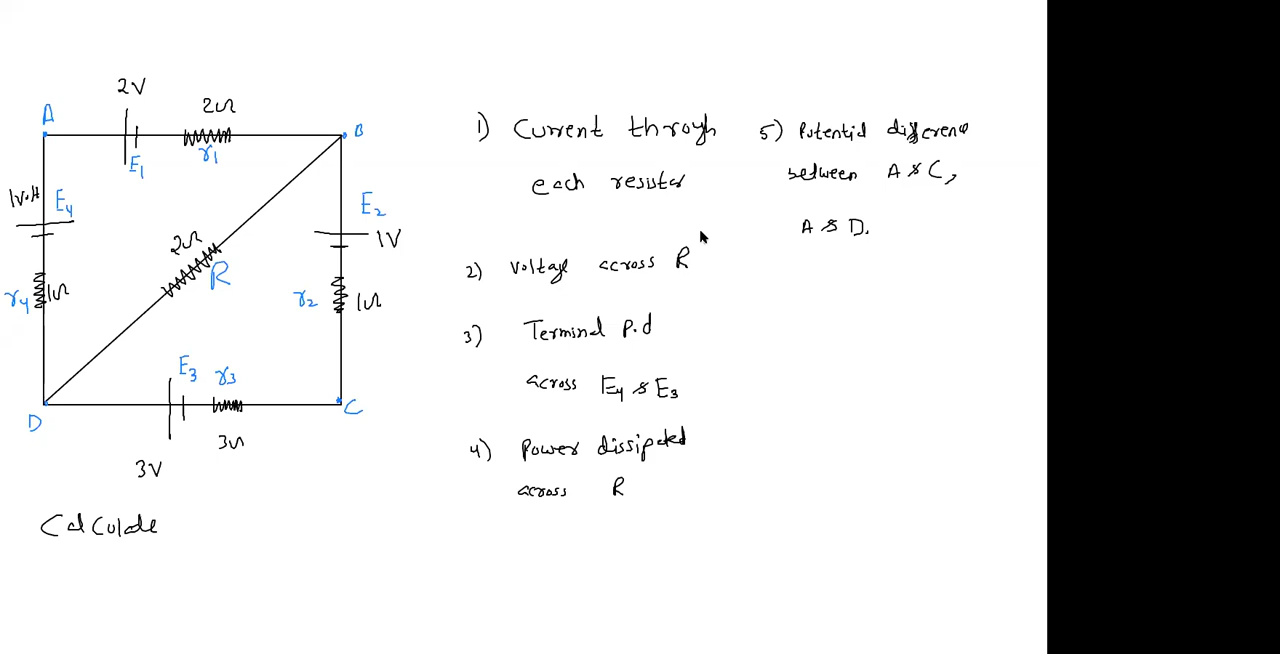 2V
2Ω
A
B
E1
r1
1volt
E4
E2
1V
2Ω
R
r4
1Ω
r2
1Ω
E3
r3
D
C
3Ω
3V
Calculate
1) Current throgh
each resistor
2) Voltage across R
3) Terminal p.d
across E4 & E3
4) Power dissipated
across R
5) Potential difference
between A & C,
A & D.